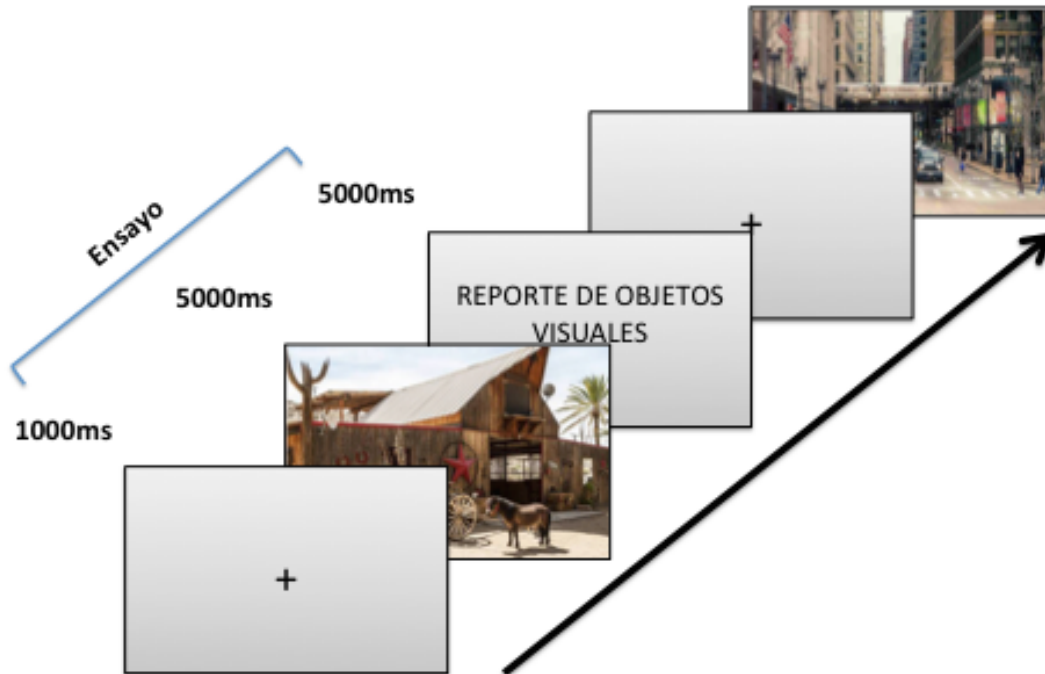 5000ms
Ensayo
+
REPORTE DE OBJETOS
VISUALES
5000ms
1000ms
+